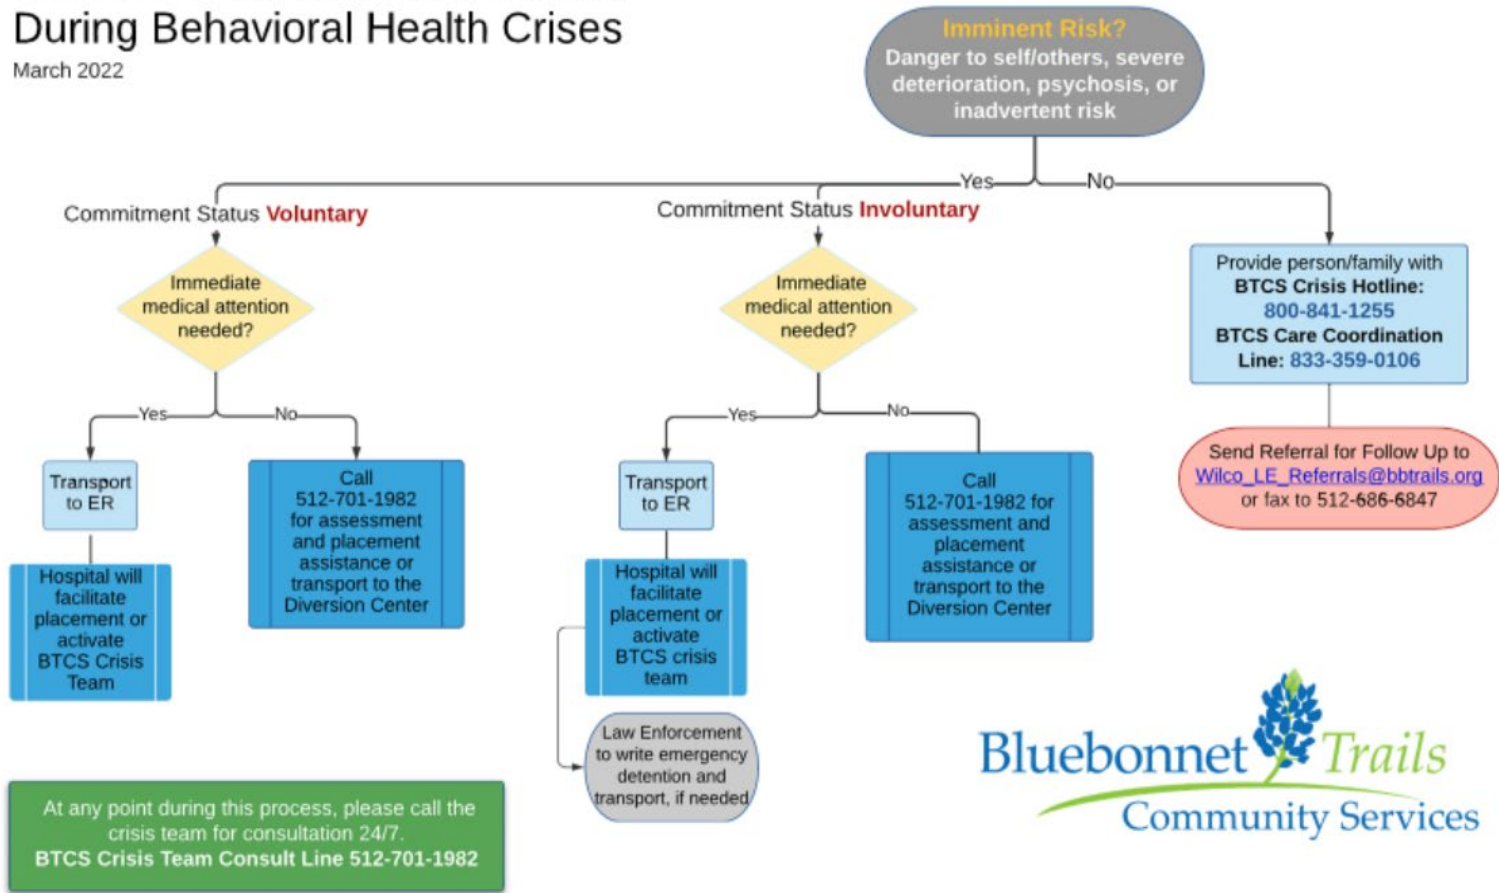 During Behavioral Health Crises
March 2022
Imminent Risk?
Danger to self/others, severe
deterioration, psychosis, or
inadvertent risk
Yes
No
Commitment Status Voluntary
Immediate
medical attention
needed?
Yes
No
Transport
to ER
Hospital will
facilitate
placement or
activate
BTCS Crisis
Team
Call
512-701-1982
for assessment
and placement
assistance or
transport to the
Diversion Center
Commitment Status Involuntary
Immediate
medical attention
needed?
Yes
No
Transport
to ER
Hospital will
facilitate
placement or
activate
BTCS crisis
team
Law Enforcement
to write emergency
detention and
transport, if needed
Call
512-701-1982 for
assessment and
placement
assistance or
transport to the
Diversion Center
Provide person/family with
BTCS Crisis Hotline:
800-841-1255
BTCS Care Coordination
Line: 833-359-0106
Send Referral for Follow Up to
Wilco_LE_Referrals@bbtrails.org
or fax to 512-686-6847
At any point during this process, please call the
crisis team for consultation 24/7.
BTCS Crisis Team Consult Line 512-701-1982
Bluebonnet Trails
Community Services